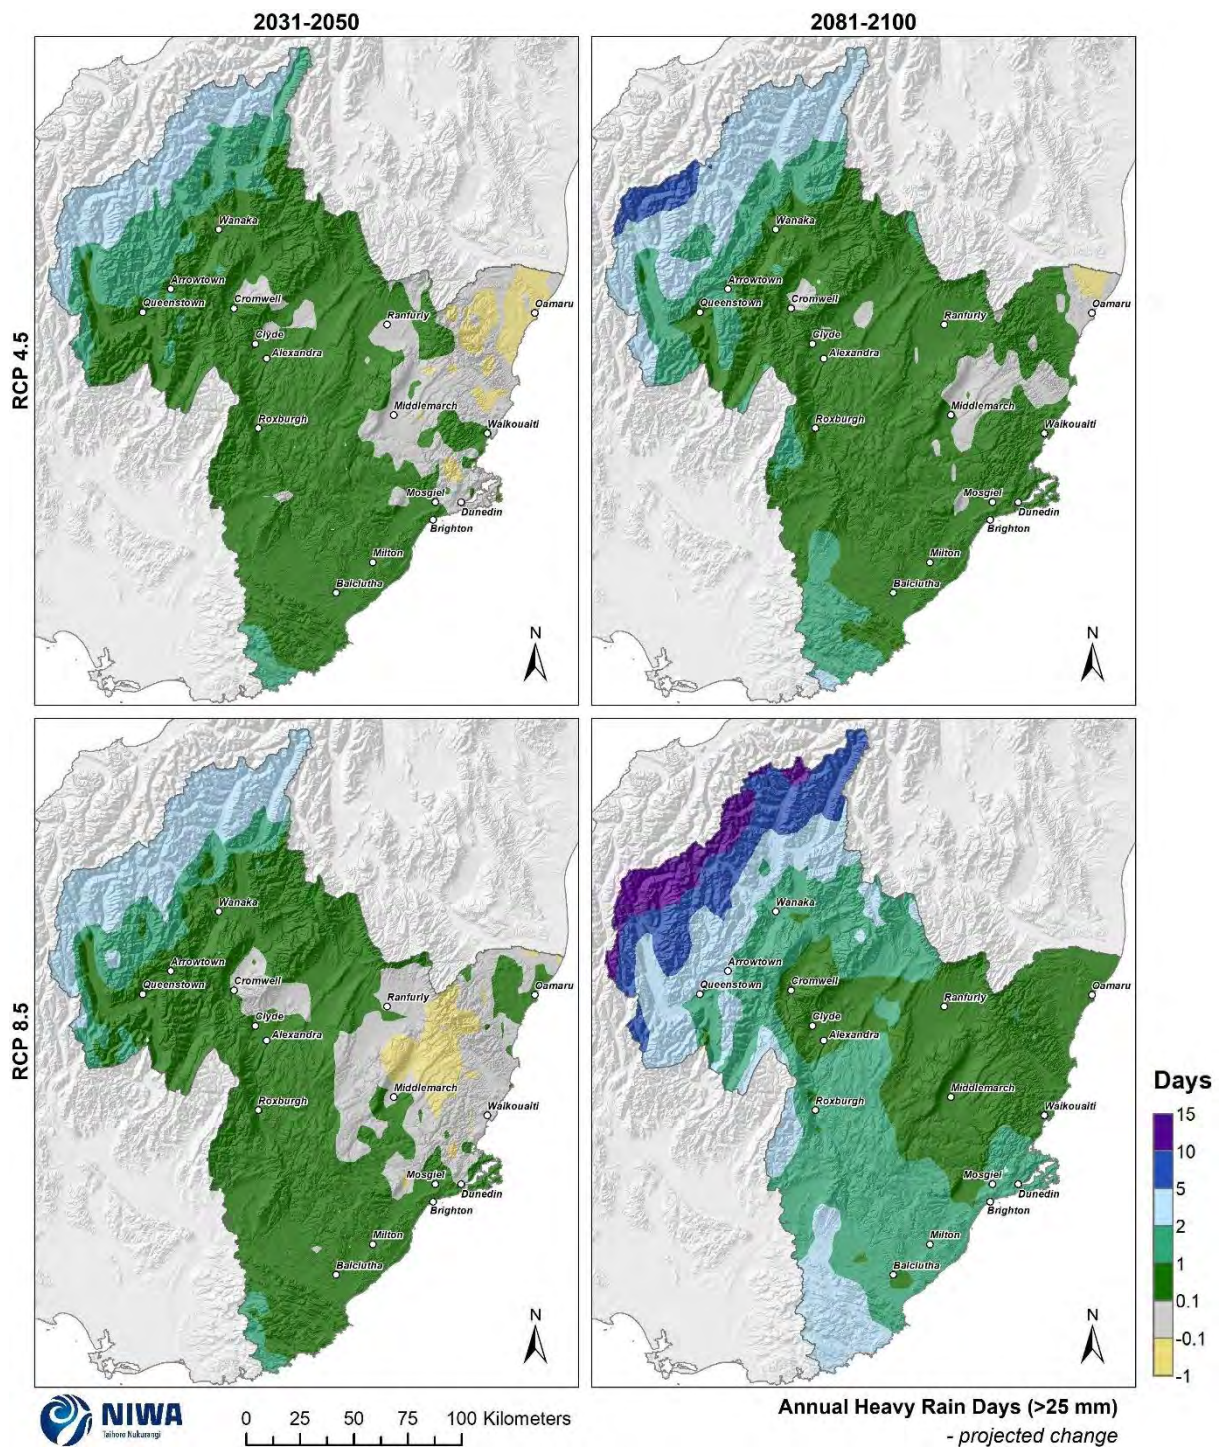 2031-2050
2081-2100
RCP 4.5
Wanaka
Arrowtown
Queenstown
Cromwell
Clyde
Alexandra
Ranfurly
Oamaru
Middlemarch
Roxburgh
Waikouaiti
Mosgiel
Dunedin
Brighton
Milton
Balclutha
N
Wanaka
Arrowtown
Queenstown
Cromwell
Clyde
Alexandra
Ranfurly
Oamaru
Middlemarch
Roxburgh
Waikouaiti
Mosgiel
Dunedin
Brighton
Milton
Balclutha
N
RCP 8.5
Wanaka
Arrowtown
Queenstown
Cromwell
Clyde
Alexandra
Ranfurly
Oamaru
Middlemarch
Roxburgh
Waikouaiti
Mosgiel
Dunedin
Brighton
Milton
Balclutha
N
Wanaka
Arrowtown
Queenstown
Cromwell
Clyde
Alexandra
Ranfurly
Oamaru
Middlemarch
Roxburgh
Waikouaiti
Mosgiel
Dunedin
Brighton
Milton
Balclutha
N
Days
15
10
5
2
1
0.1
-0.1
-1
NIWA
Taihoro Nukurangi
0 25 50 75 100 Kilometers
Annual Heavy Rain Days (>25 mm)
- projected change